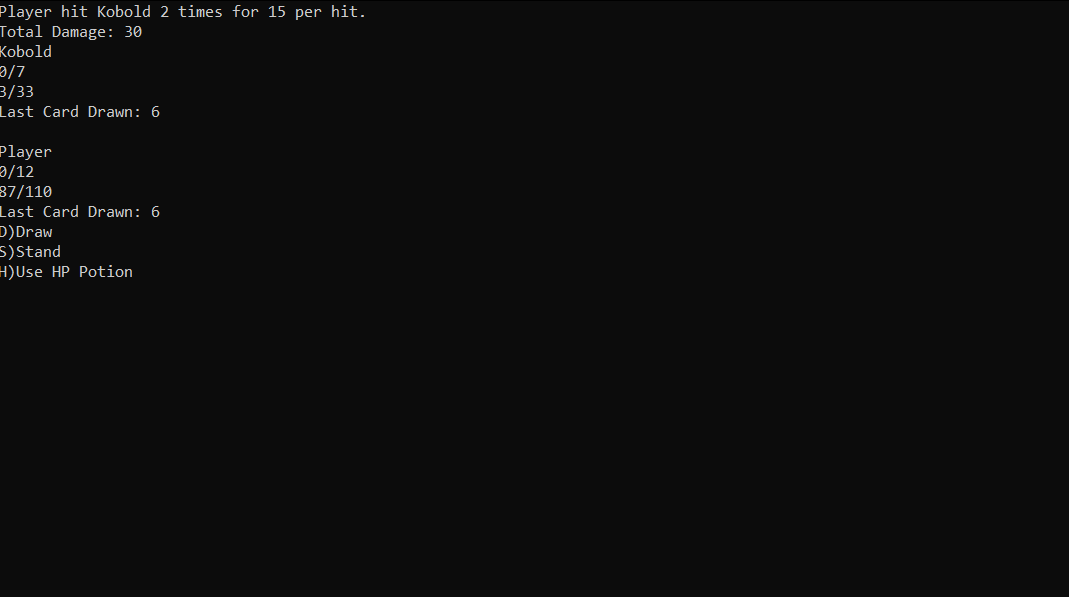 Player hit Kobold 2 times for 15 per hit.
Total Damage: 30
Kobold
0/7
3/33
Last Card Drawn: 6
Player
0/12
87/110
Last Card Drawn: 6
D)Draw
S)Stand
H)Use HP Potion